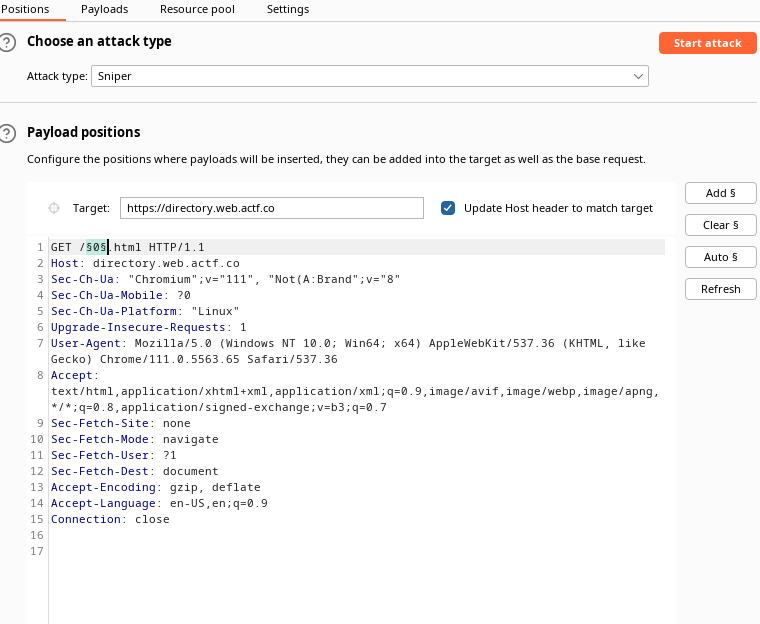 Positions Payloads Resource pool Settings
? Choose an attack type
Start attack
Attack type: Sniper
? Payload positions
Configure the positions where payloads will be inserted, they can be added into the target as well as the base request.
Target: https://directory.web.actf.co Update Host header to match target
Add §
Clear §
Auto §
Refresh
1 GET /§0§.html HTTP/1.1
2 Host: directory.web.actf.co
3 Sec-Ch-Ua: "Chromium";v="111", "Not(A:Brand";v="8"
4 Sec-Ch-Ua-Mobile: ?0
5 Sec-Ch-Ua-Platform: "Linux"
6 Upgrade-Insecure-Requests: 1
7 User-Agent: Mozilla/5.0 (Windows NT 10.0; Win64; x64) AppleWebKit/537.36 (KHTML, like
Gecko) Chrome/111.0.5563.65 Safari/537.36
8 Accept:
text/html,application/xhtml+xml,application/xml;q=0.9,image/avif,image/webp,image/apng,
*/*;q=0.8,application/signed-exchange;v=b3;q=0.7
9 Sec-Fetch-Site: none
10 Sec-Fetch-Mode: navigate
11 Sec-Fetch-User: ?1
12 Sec-Fetch-Dest: document
13 Accept-Encoding: gzip, deflate
14 Accept-Language: en-US,en;q=0.9
15 Connection: close
16
17